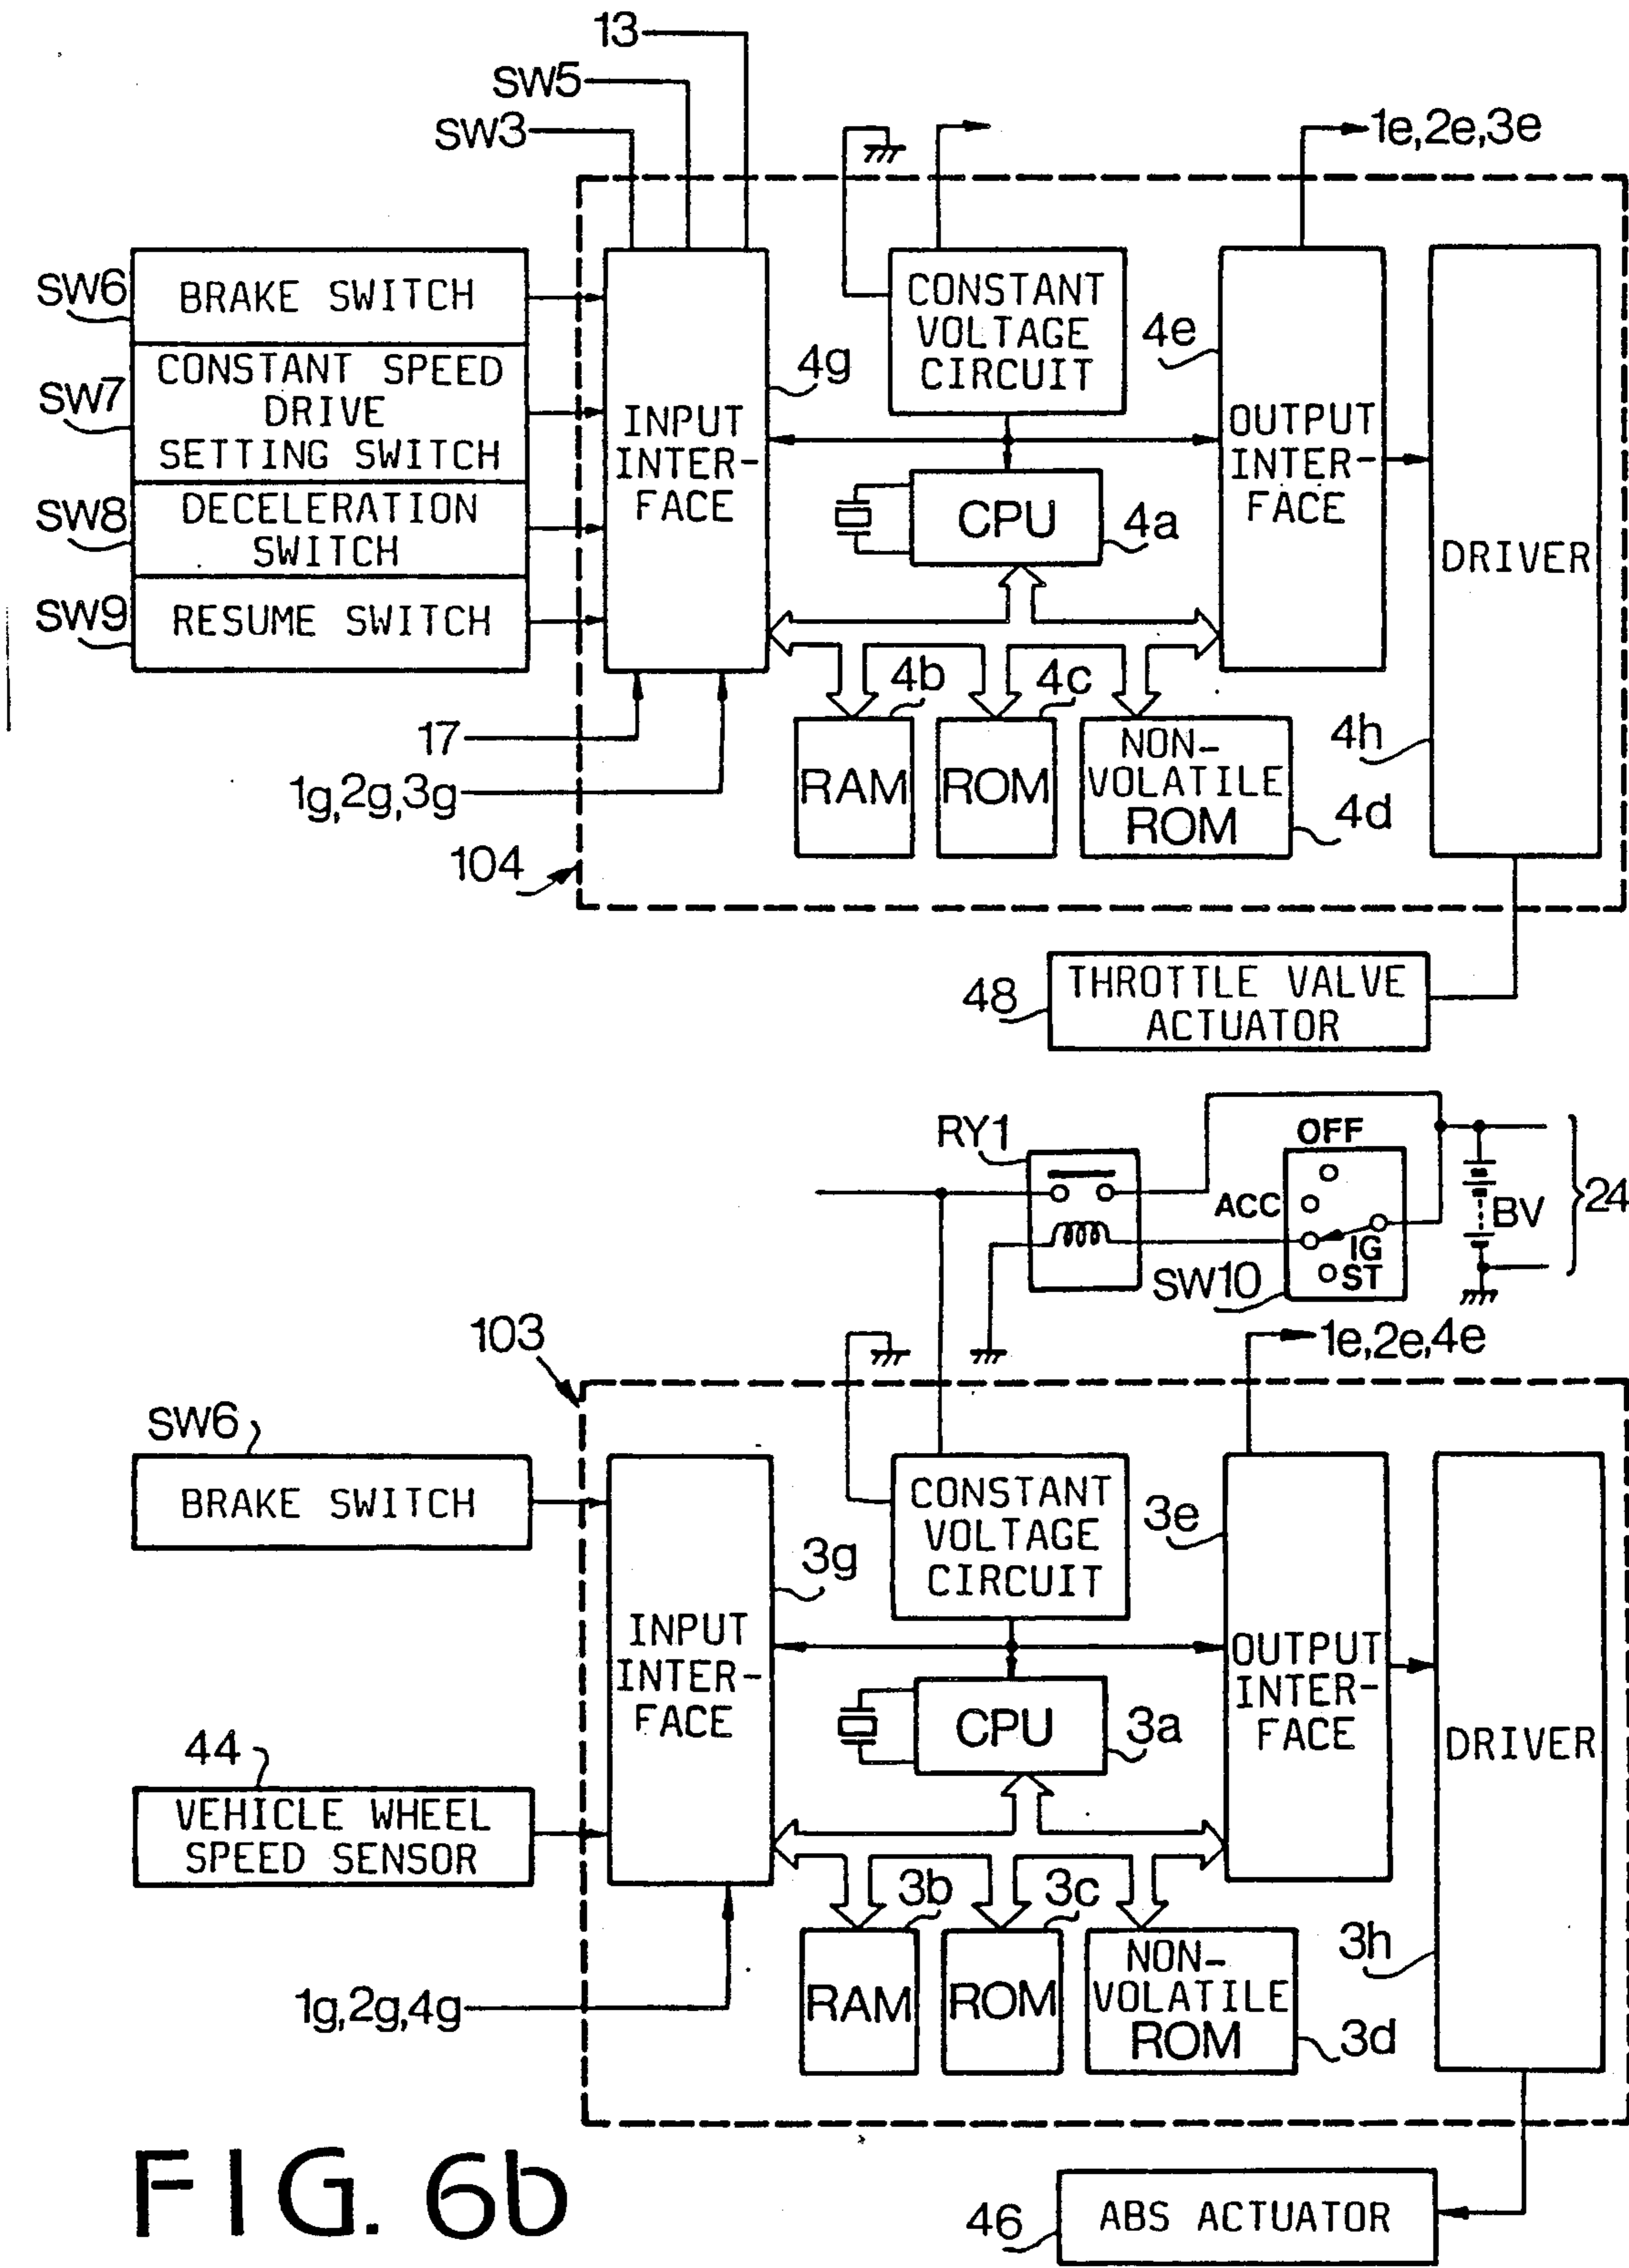 13
SW5
SW3
1e,2e,3e
SW6
BRAKE SWITCH
SW7
CONSTANT SPEED
DRIVE
SETTING SWITCH
SW8
DECELERATION
SWITCH
SW9
RESUME SWITCH
INPUT
INTER-
FACE
4g
CONSTANT
VOLTAGE
CIRCUIT
4e
OUTPUT
INTER-
FACE
CPU
4a
DRIVER
4b
4c
4h
17
1g,2g,3g
RAM
ROM
NON-
VOLATILE
ROM
4d
104
48
THROTTLE VALVE
ACTUATOR
RY1
OFF
ACC
IG
ST
BV
24
SW10
103
1e,2e,4e
SW6
BRAKE SWITCH
CONSTANT
VOLTAGE
CIRCUIT
3e
3g
INPUT
INTER-
FACE
OUTPUT
INTER-
FACE
CPU
3a
DRIVER
44
VEHICLE WHEEL
SPEED SENSOR
3b
3c
3h
1g,2g,4g
RAM
ROM
NON-
VOLATILE
ROM
3d
FIG. 6b
46
ABS ACTUATOR